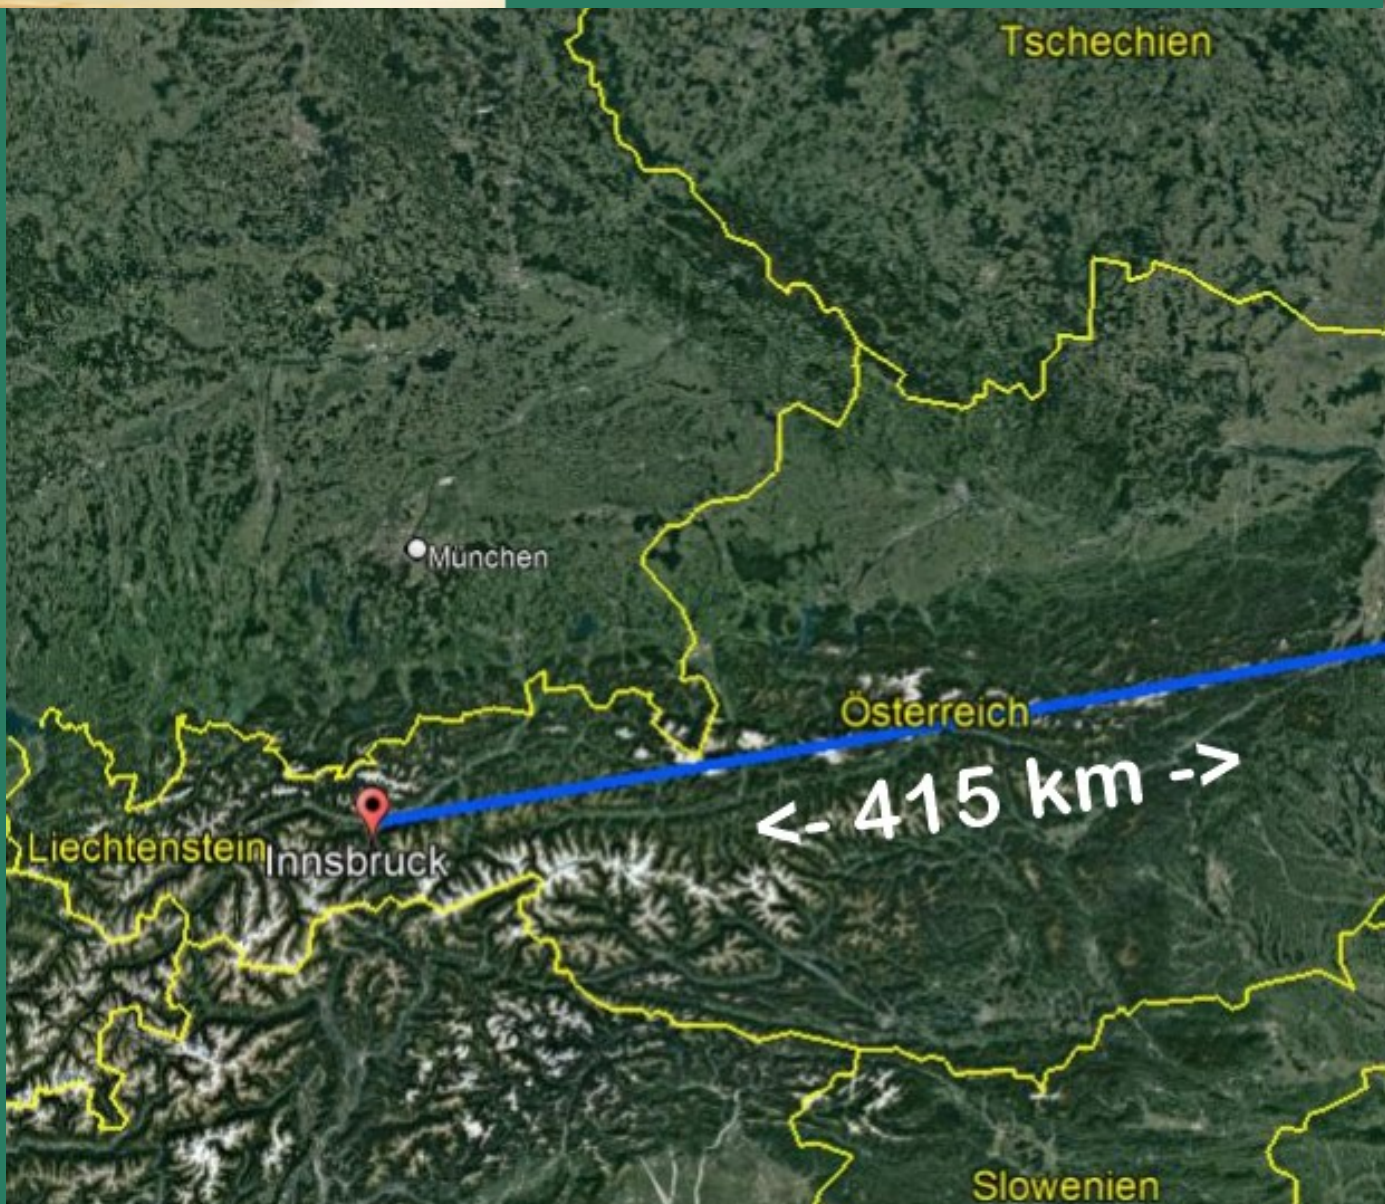 Tschechien
München
Österreich
<- 415 km ->
Liechtenstein
Innsbruck
Slowenien